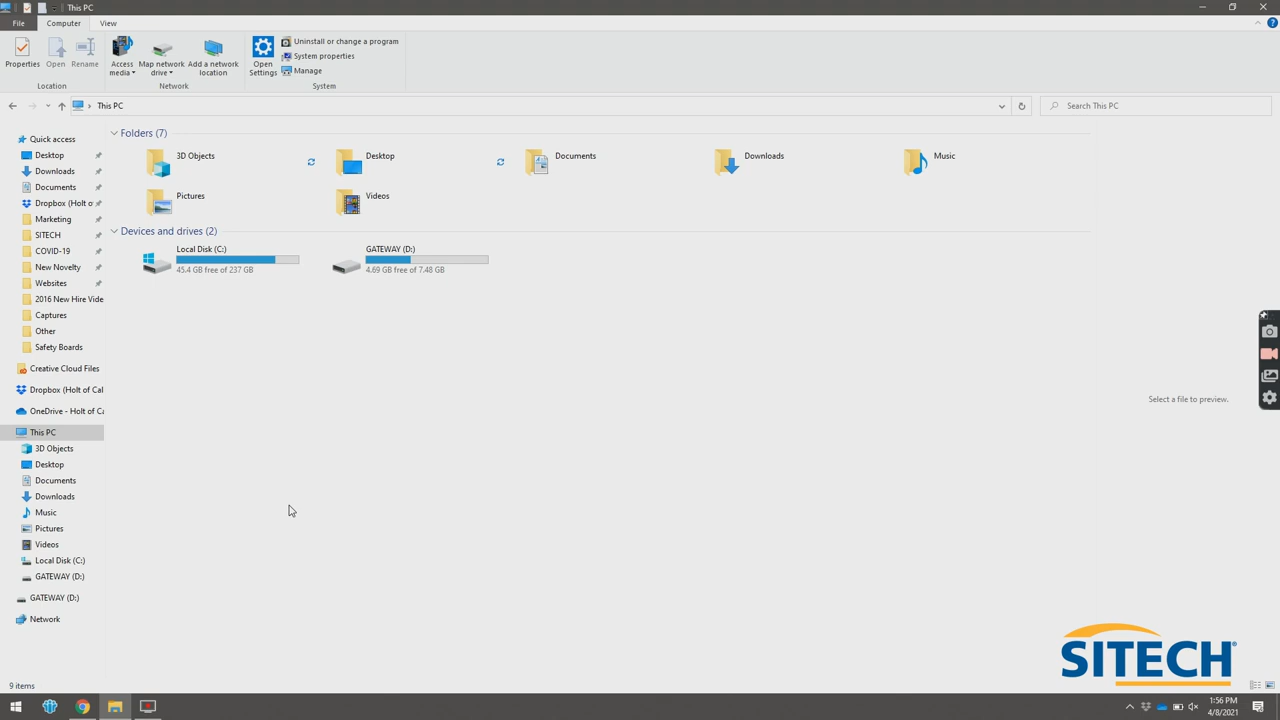 This PC
File
Computer
View
Properties
Open
Rename
Access media
Map network drive
Add a network location
Open Settings
Uninstall or change a program
System properties
Manage
Location
Network
System
This PC
Search This PC
Quick access
Desktop
Downloads
Documents
Dropbox (Holt o
Marketing
SITECH
COVID-19
New Novelty
Websites
2016 New Hire Vide
Captures
Other
Safety Boards
Creative Cloud Files
Dropbox (Holt of Cal
OneDrive - Holt of Ca
This PC
3D Objects
Desktop
Documents
Downloads
Music
Pictures
Videos
Local Disk (C:)
GATEWAY (D:)
GATEWAY (D:)
Network
Folders (7)
3D Objects
Desktop
Documents
Downloads
Music
Pictures
Videos
Devices and drives (2)
Local Disk (C:)
45.4 GB free of 237 GB
GATEWAY (D:)
4.69 GB free of 7.48 GB
Select a file to preview.
SITECH®
9 items
1:56 PM
4/8/2021